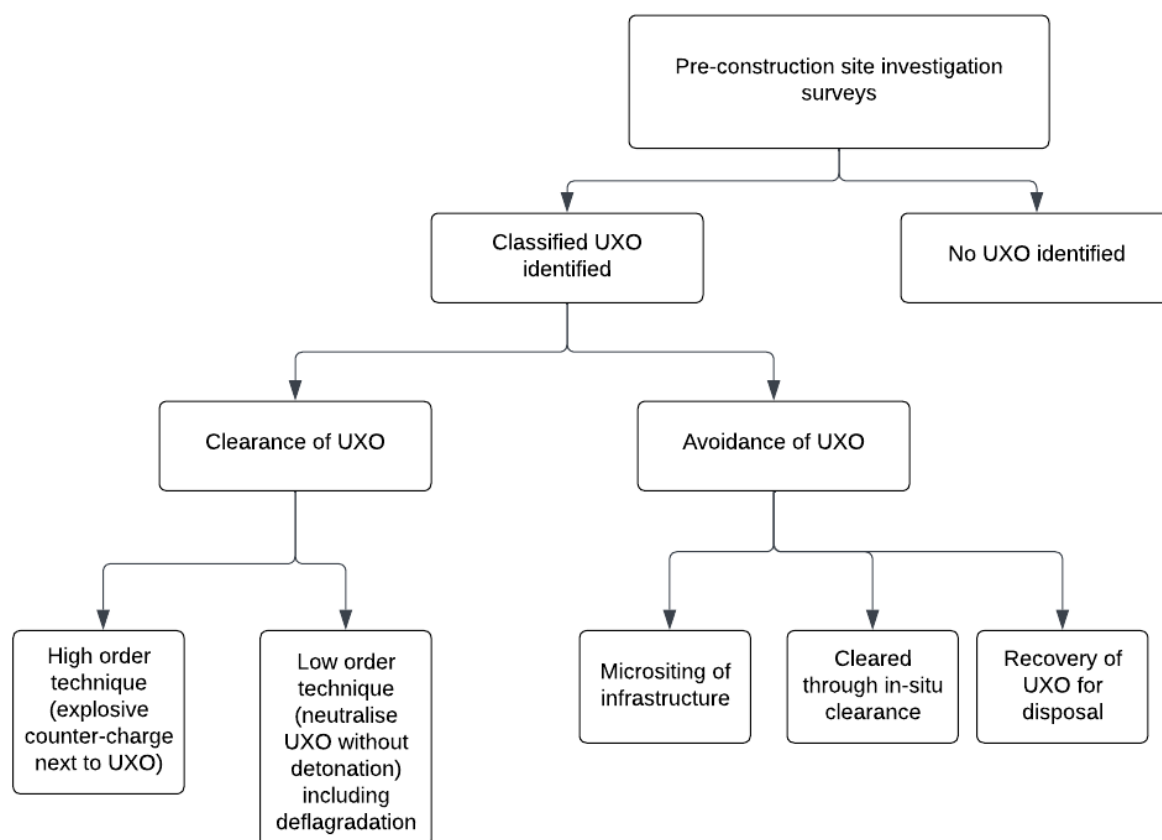 Pre-construction site investigation
surveys
Classified UXO
identified
No UXO identified
Clearance of UXO
Avoidance of UXO
High order
technique
(explosive
counter-charge
next to UXO)
Low order
technique
(neutralise
UXO without
detonation)
including
deflagradation
Micrositing of
infrastructure
Cleared
through in-situ
clearance
Recovery of
UXO for
disposal